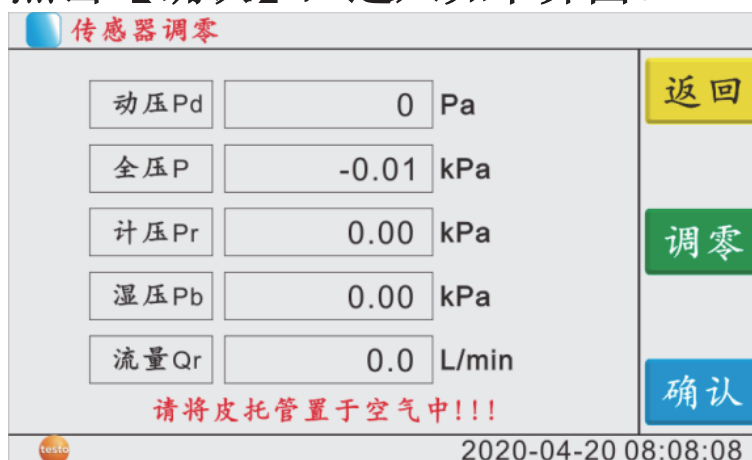 传感器调零
返回
动压Pd 0 Pa
全压P -0.01 kPa
计压Pr 0.00 kPa
调零
湿压Pb 0.00 kPa
流量Qr 0.0 L/min
确认
请将皮托管置于空气中!!!
testo
2020-04-20 08:08:08